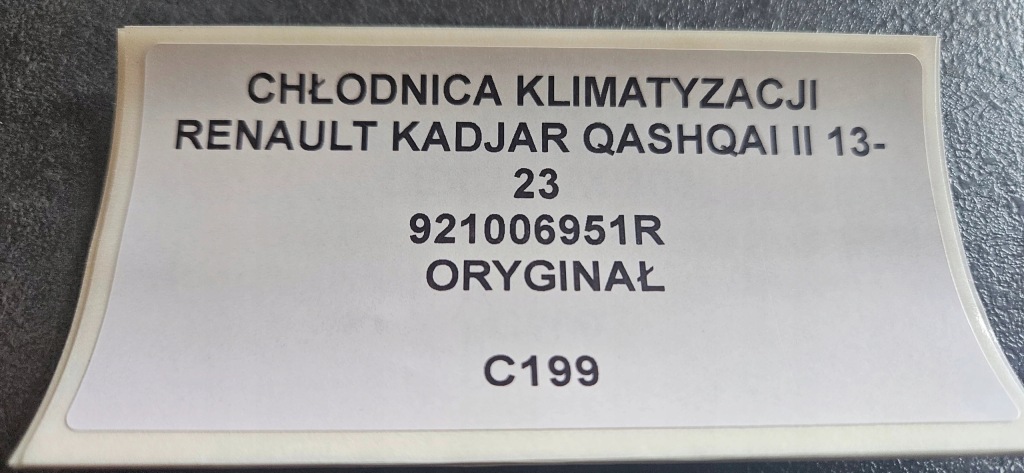 CHŁODNICA KLIMATYZACJI
RENAULT KADJAR QASHQAI II 13-
23
921006951R
ORYGINAŁ
C199